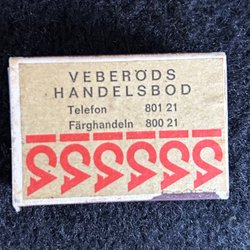 VEBERÖDS
HANDELSBOD
Telefon 801 21
Färghandeln 800 21